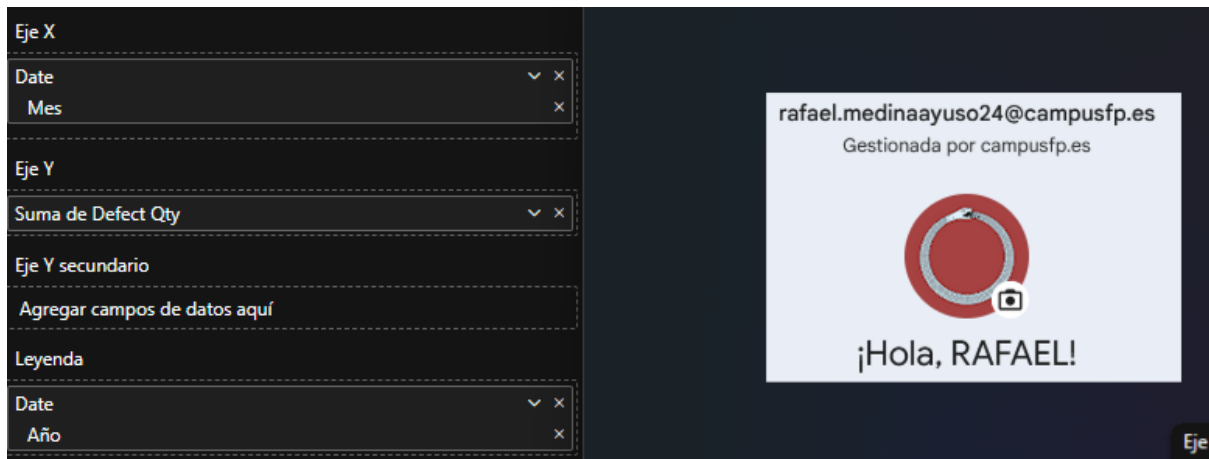 Eje X
Date
Mes
Eje Y
Suma de Defect Qty
Eje Y secundario
Agregar campos de datos aquí
Leyenda
Date
Año
rafael.medinaayuso24@campusfp.es
Gestionada por campusfp.es
¡Hola, RAFAEL!
Eje